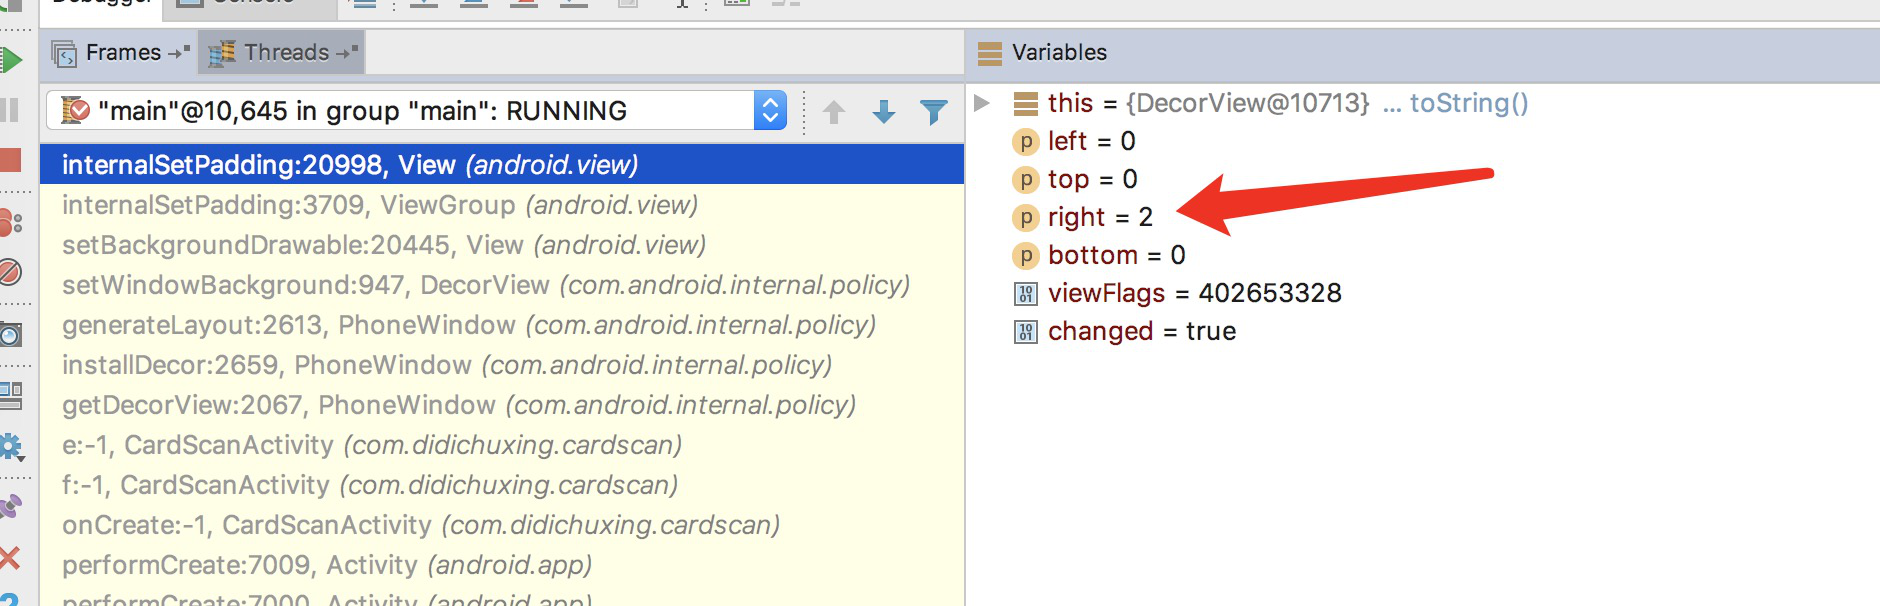 Debugger Console
Frames Threads
Variables
"main"@10,645 in group "main": RUNNING
internalSetPadding:20998, View (android.view)
internalSetPadding:3709, ViewGroup (android.view)
setBackgroundDrawable:20445, View (android.view)
setWindowBackground:947, DecorView (com.android.internal.policy)
generateLayout:2613, PhoneWindow (com.android.internal.policy)
installDecor:2659, PhoneWindow (com.android.internal.policy)
getDecorView:2067, PhoneWindow (com.android.internal.policy)
e:-1, CardScanActivity (com.didichuxing.cardscan)
f:-1, CardScanActivity (com.didichuxing.cardscan)
onCreate:-1, CardScanActivity (com.didichuxing.cardscan)
performCreate:7009, Activity (android.app)
performCreate:7000, Activity (android.app)
this = {DecorView@10713} ... toString()
p left = 0
p top = 0
p right = 2
p bottom = 0
10 01 viewFlags = 402653328
10 01 changed = true